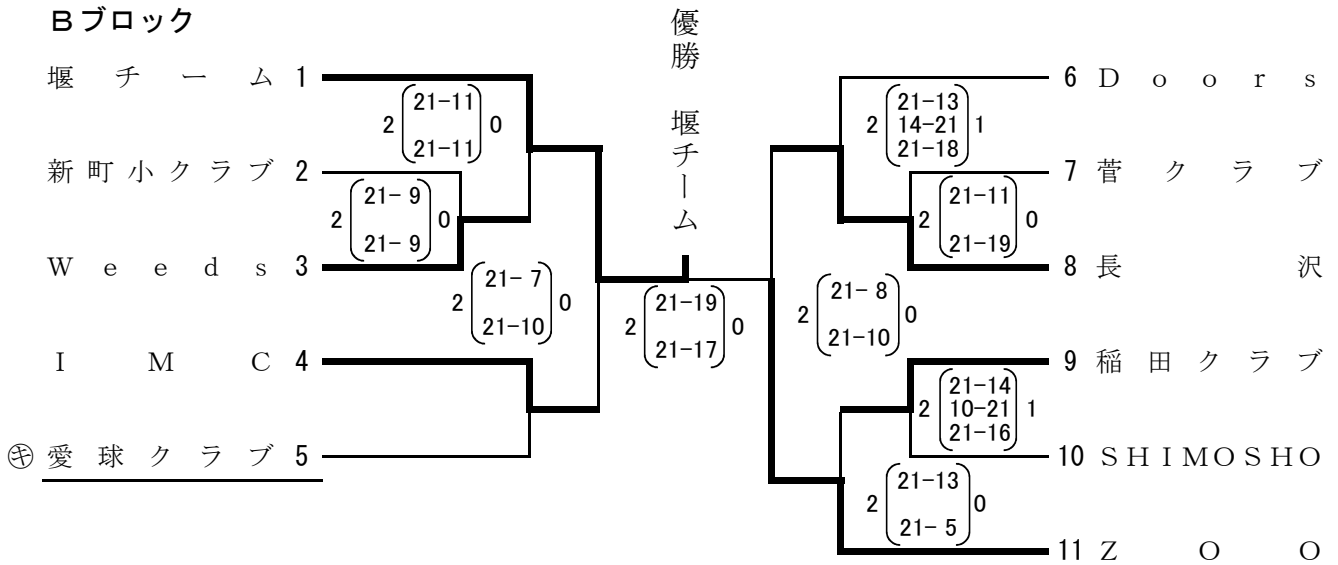 Bブロック
優勝 堰チーム
堰チーム 1
2 21-11 0
21-11
新町小クラブ 2
2 21- 9 0
21- 9
Weeds 3
2 21- 7 0
21-10
IMC 4
㋖ 愛球クラブ 5
2 21-19 0
21-17
6 Doors
2 21-13 1
14-21
21-18
7 菅クラブ
2 21-11 0
21-19
8 長沢
2 21- 8 0
21-10
9 稲田クラブ
2 21-14 1
10-21
21-16
10 SHIMOSHO
2 21-13 0
21- 5
11 ZOO